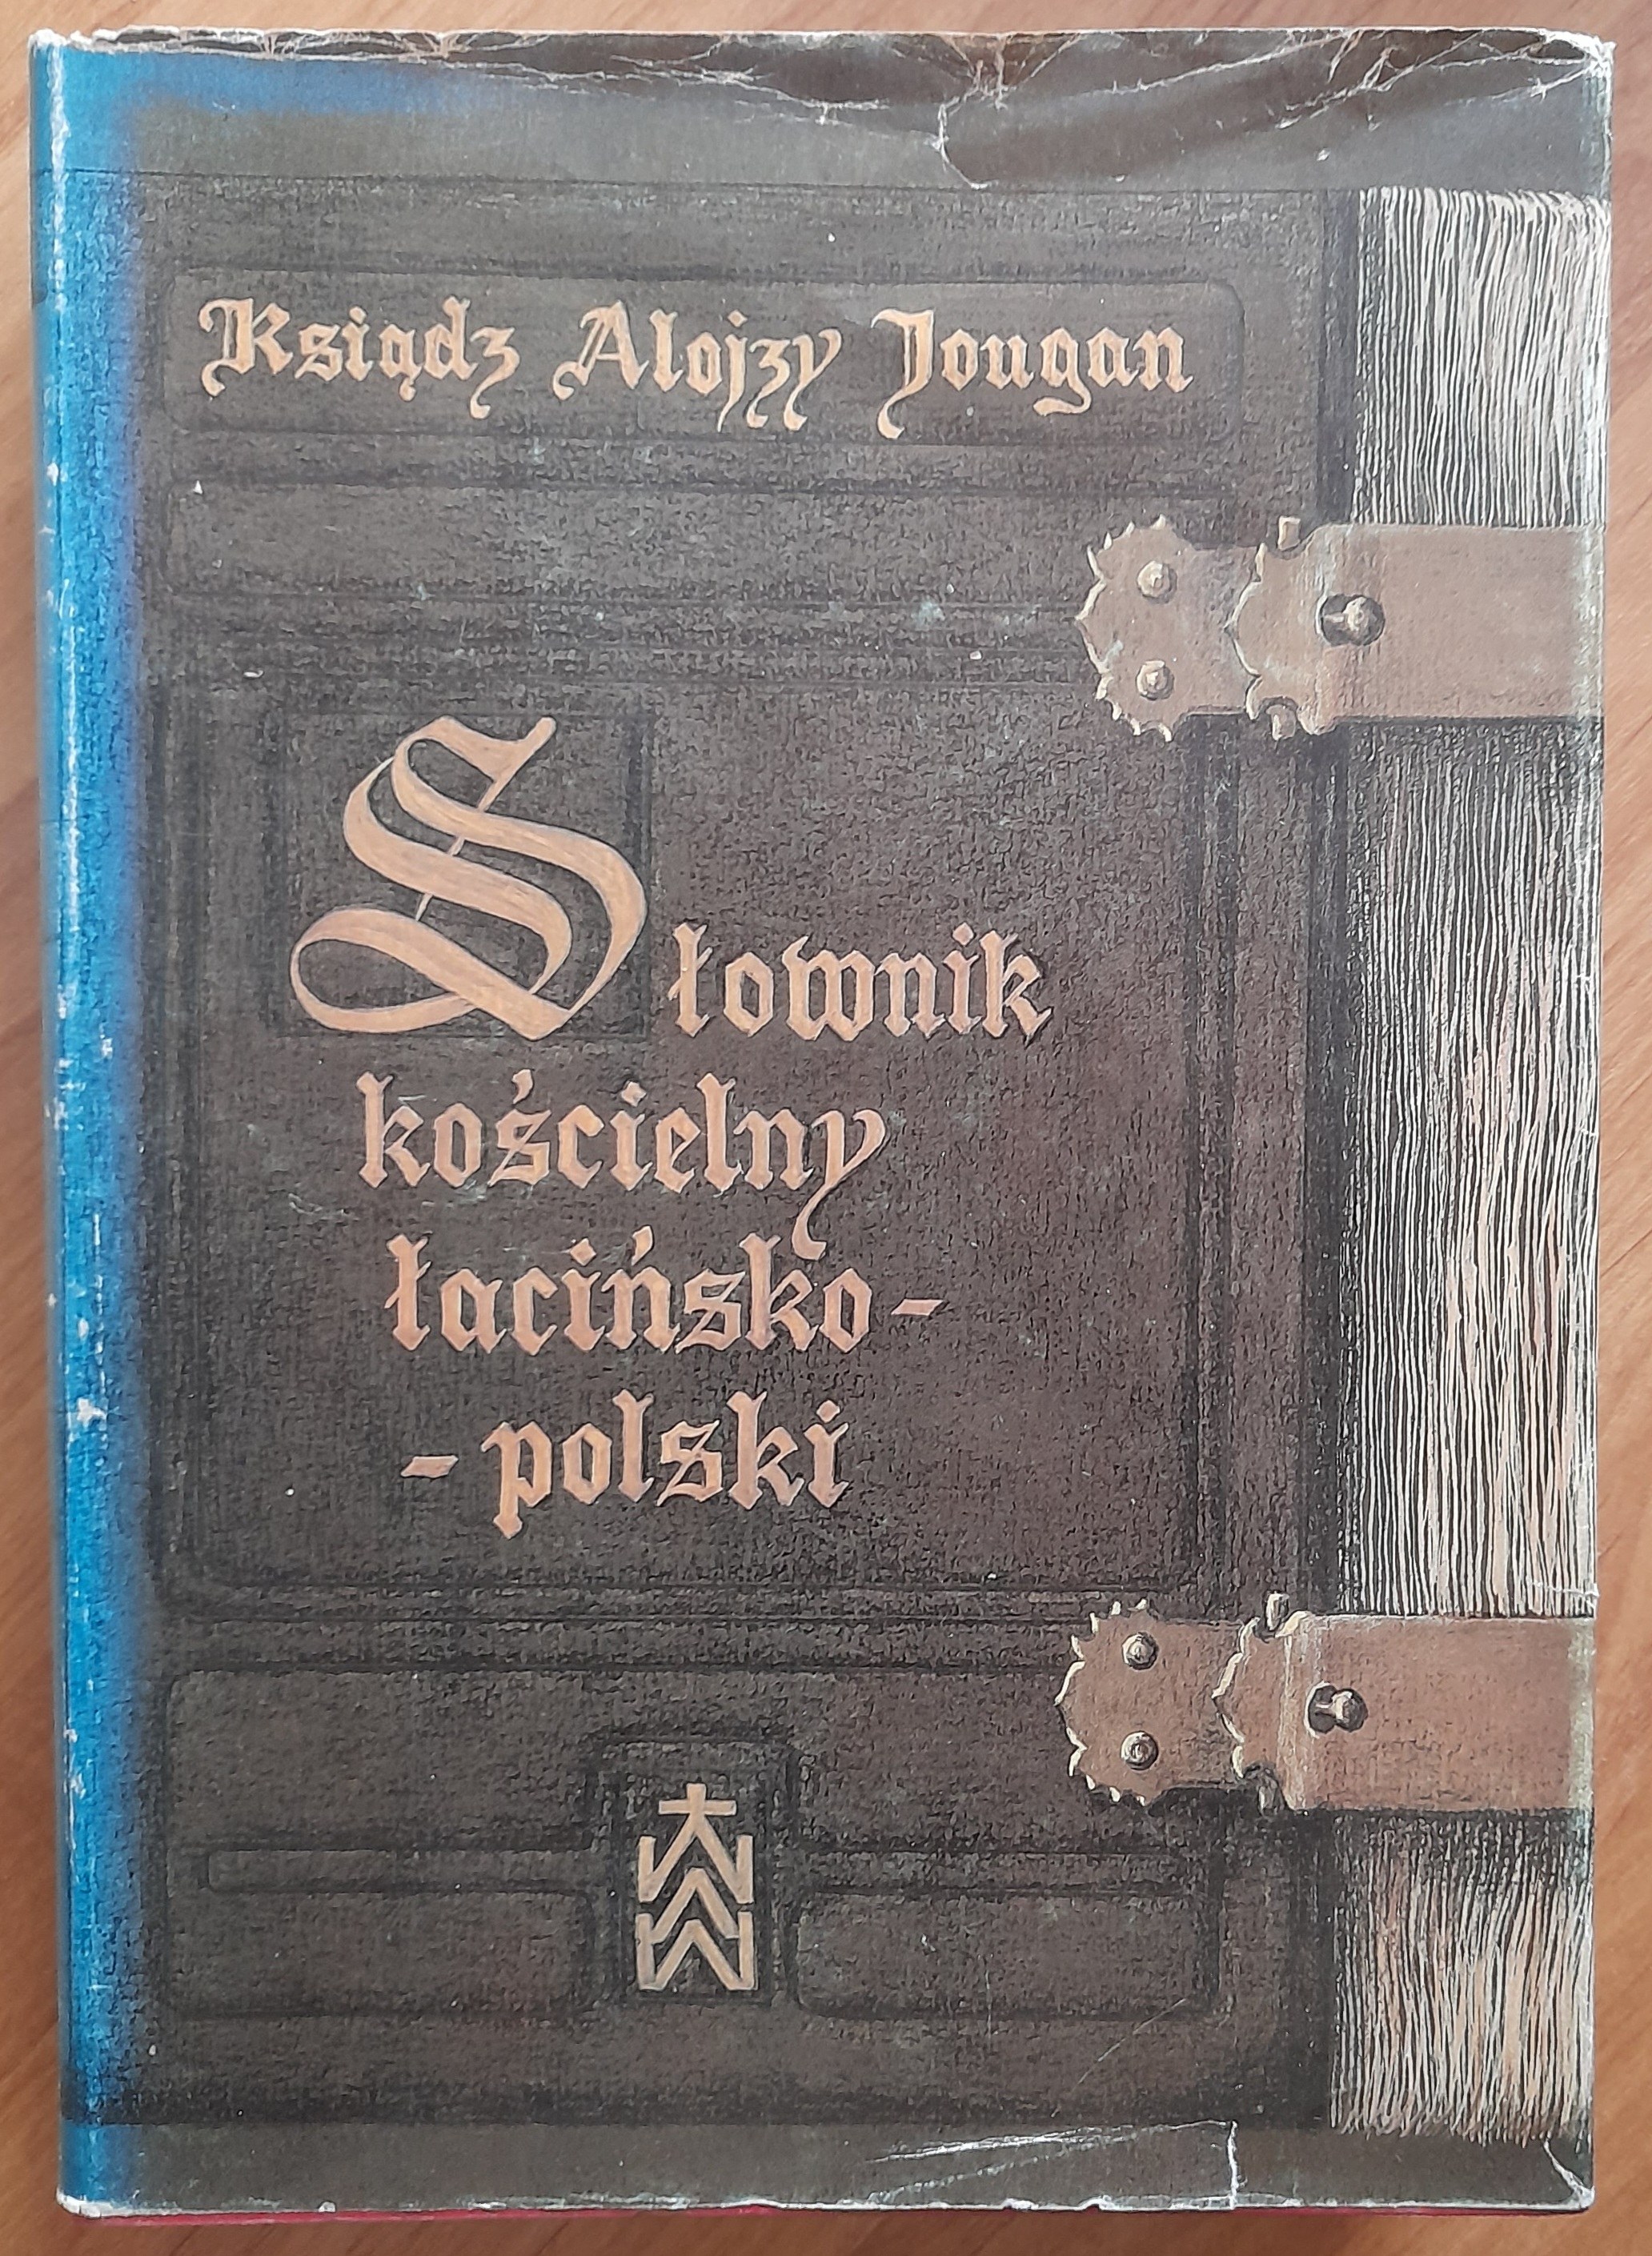 Ksiądz Alojzy Jougan
Słownik
kościelny
łacińsko-
-polski